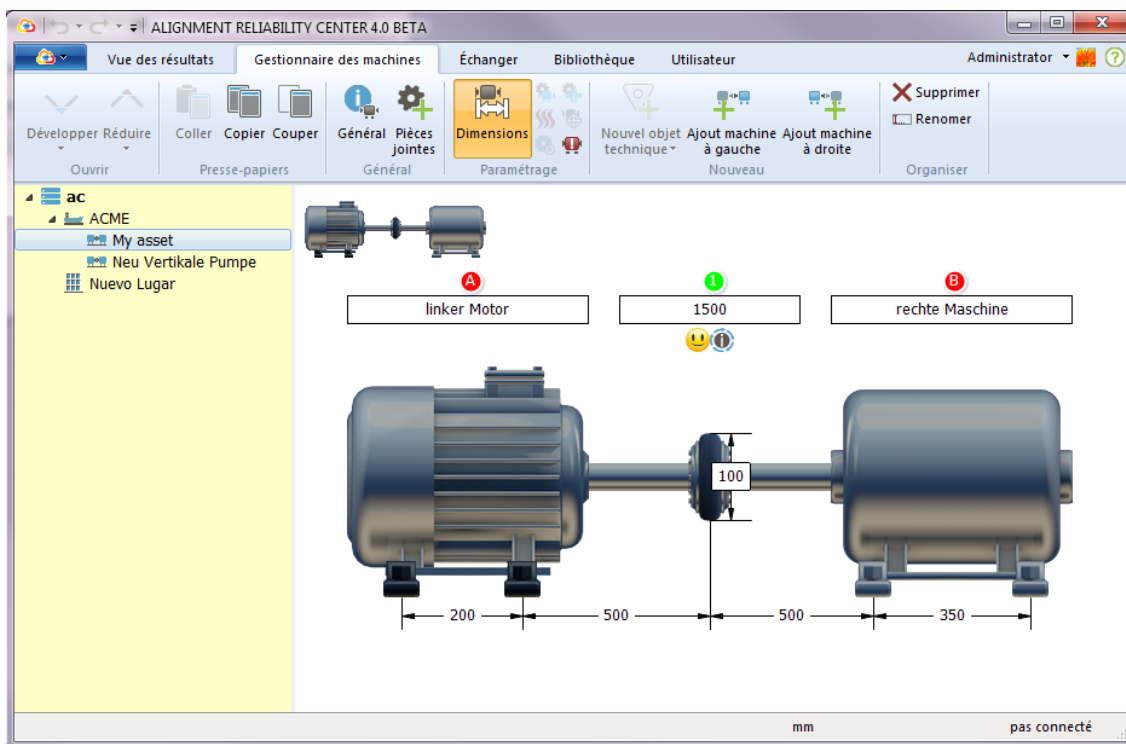 ALIGNMENT RELIABILITY CENTER 4.0 BETA
Vue des résultats Gestionnaire des machines Échanger Bibliothèque Utilisateur Administrator ?
Développer Réduire
Ouvrir
Coller Copier Couper
Presse-papiers
Général Pièces jointes
Général
Dimensions
Paramétrage
Nouvel objet technique
Ajout machine à gauche
Ajout machine à droite
Nouveau
Supprimer
Renomer
Organiser
ac
ACME
My asset
Neu Vertikale Pumpe
Nuevo Lugar
A 1 B
linker Motor 1500 rechte Maschine
100
200 500 500 350
mm pas connecté